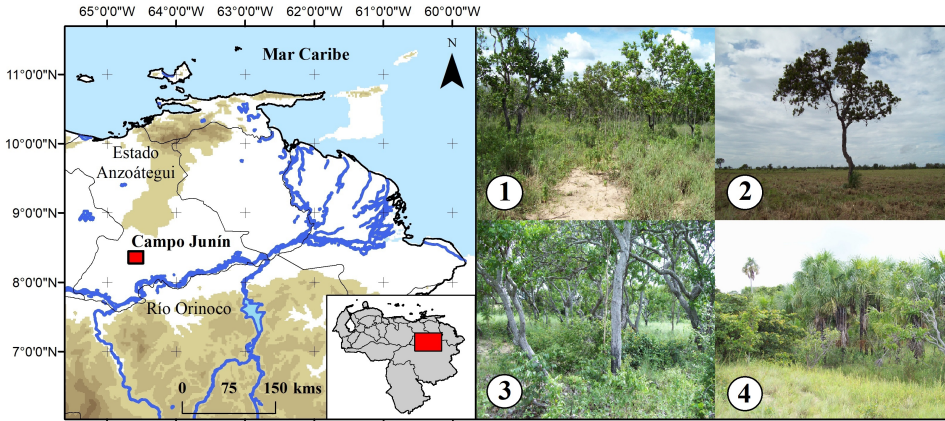 65°0'0"W 64°0'0"W 63°0'0"W 62°0'0"W 61°0'0"W 60°0'0"W
11°0'0"N
10°0'0"N
9°0'0"N
8°0'0"N
7°0'0"N
Mar Caribe
N
Estado
Anzoátegui
Campo Junín
Río Orinoco
0 75 150 kms
1
2
3
4